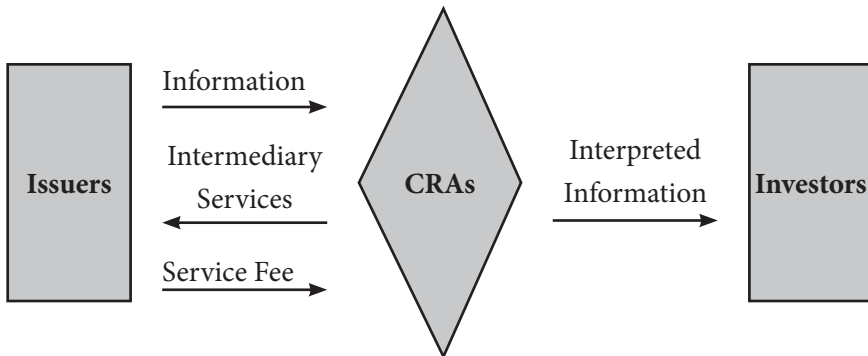 Issuers
Information
Intermediary
Services
Service Fee
CRAs
Interpreted
Information
Investors